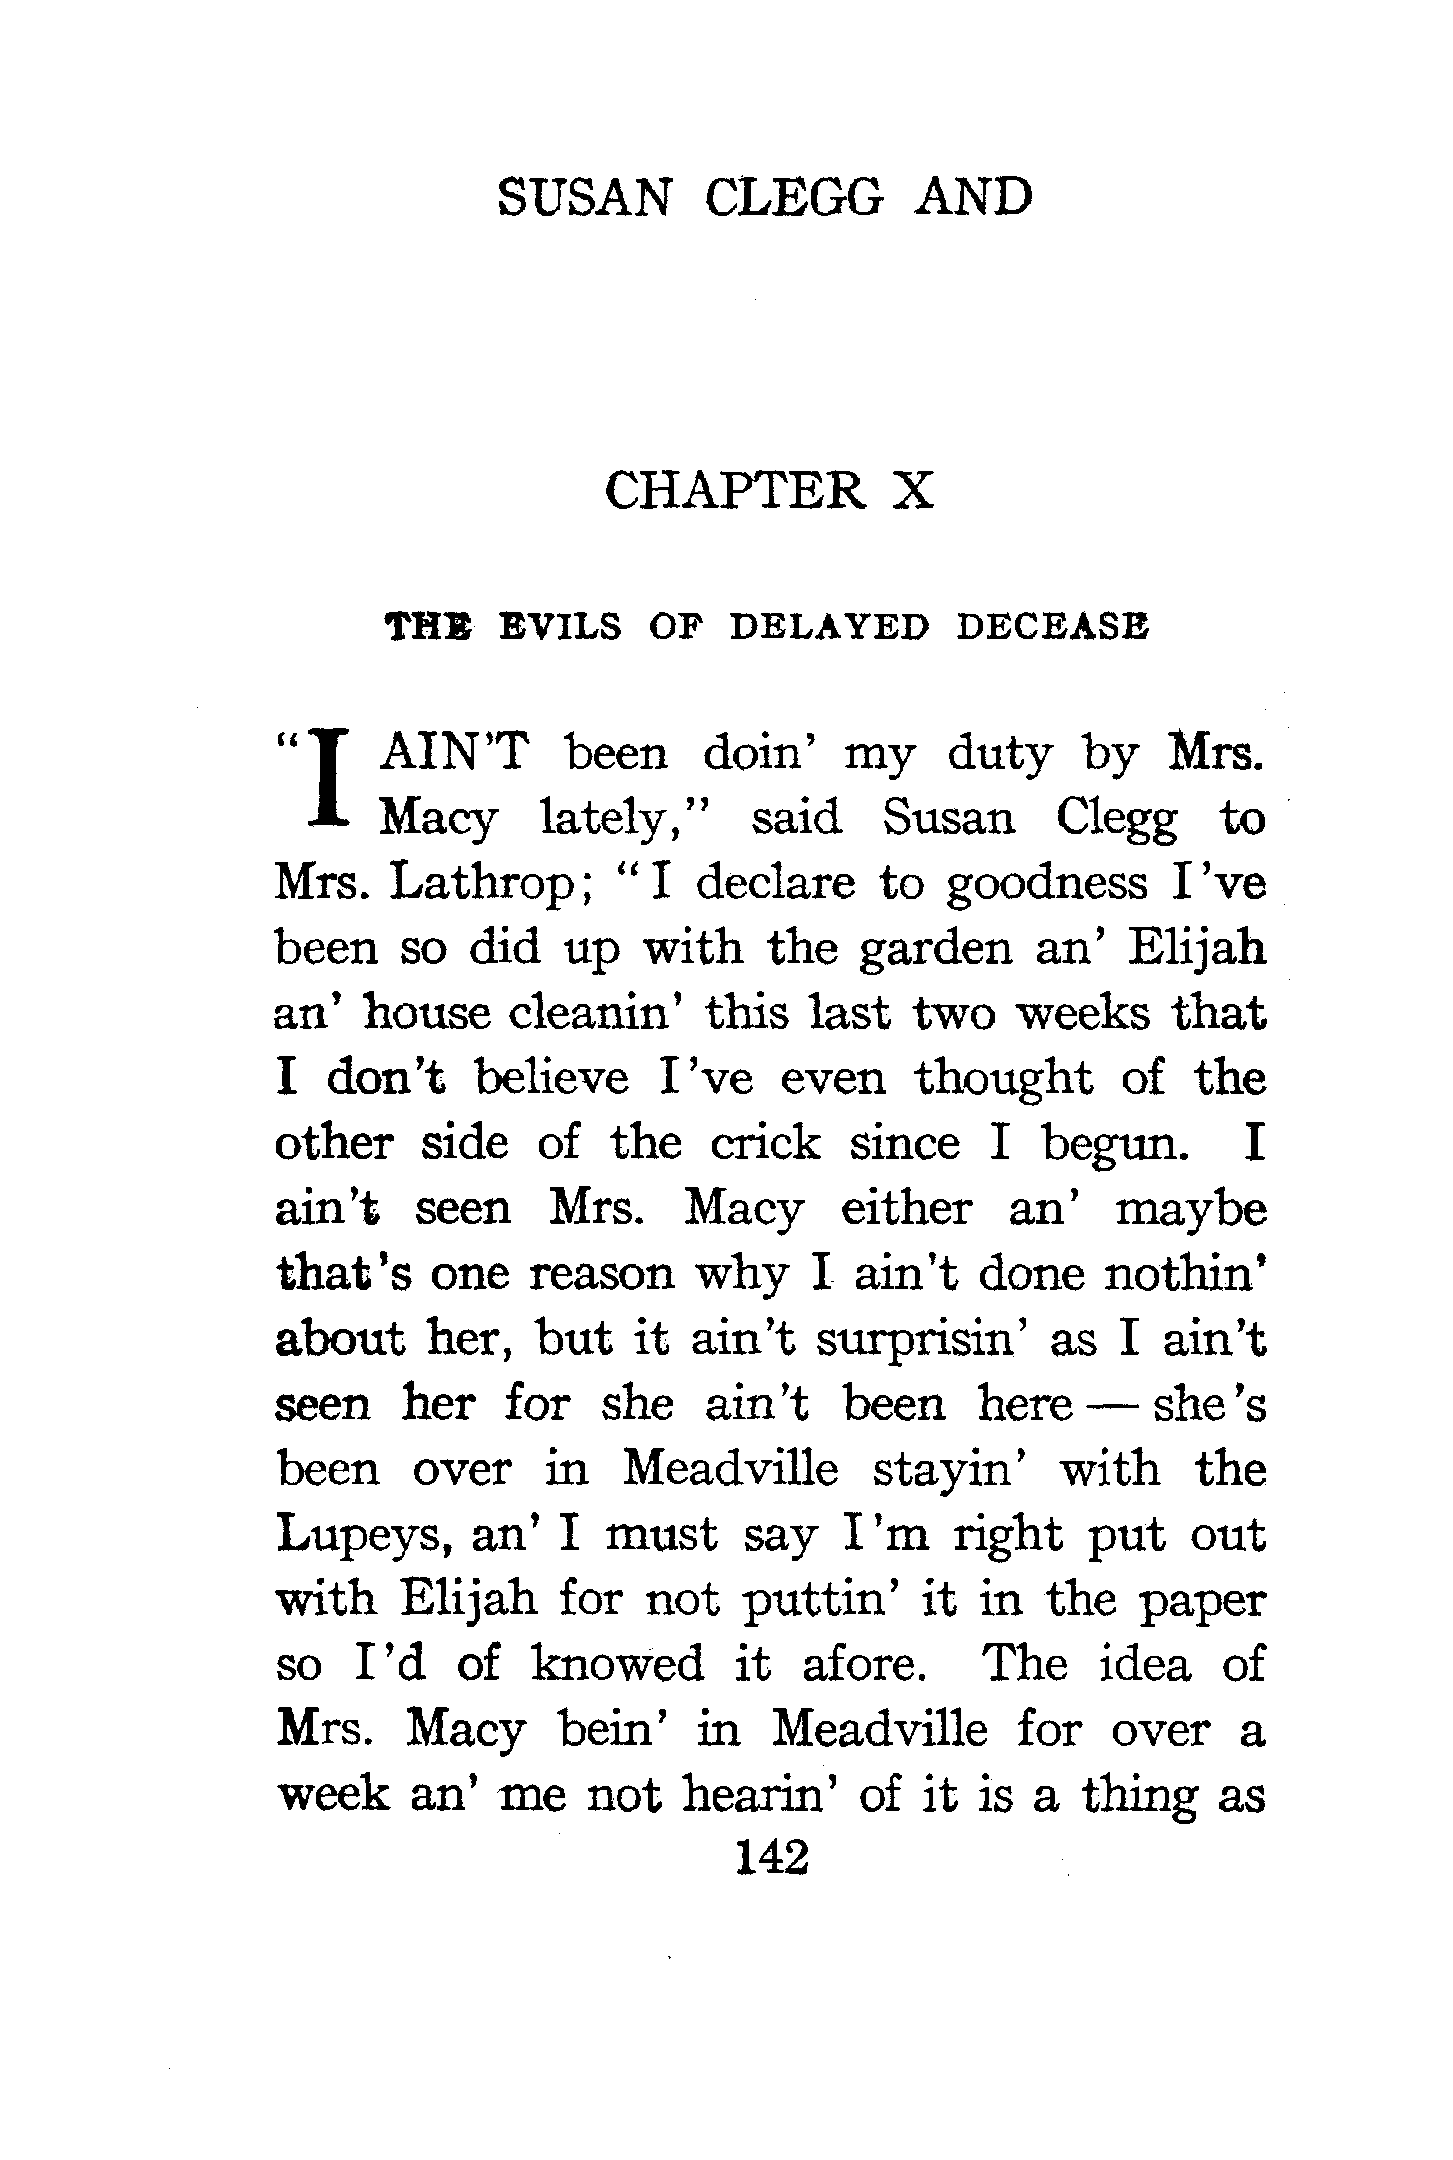 SUSAN CLEGG AND
CHAPTER X
THE EVILS OF DELAYED DECEASE
"I AIN'T been doin' my duty by Mrs.
Macy lately," said Susan Clegg to
Mrs. Lathrop; "I declare to goodness I've
been so did up with the garden an' Elijah
an' house cleanin' this last two weeks that
I don't believe I've even thought of the
other side of the crick since I begun. I
ain't seen Mrs. Macy either an' maybe
that's one reason why I ain't done nothin'
about her, but it ain't surprisin' as I ain't
seen her for she ain't been here — she's
been over in Meadville stayin' with the
Lupeys, an' I must say I'm right put out
with Elijah for not puttin' it in the paper
so I'd of knowed it afore. The idea of
Mrs. Macy bein' in Meadville for over a
week an' me not hearin' of it is a thing as
142